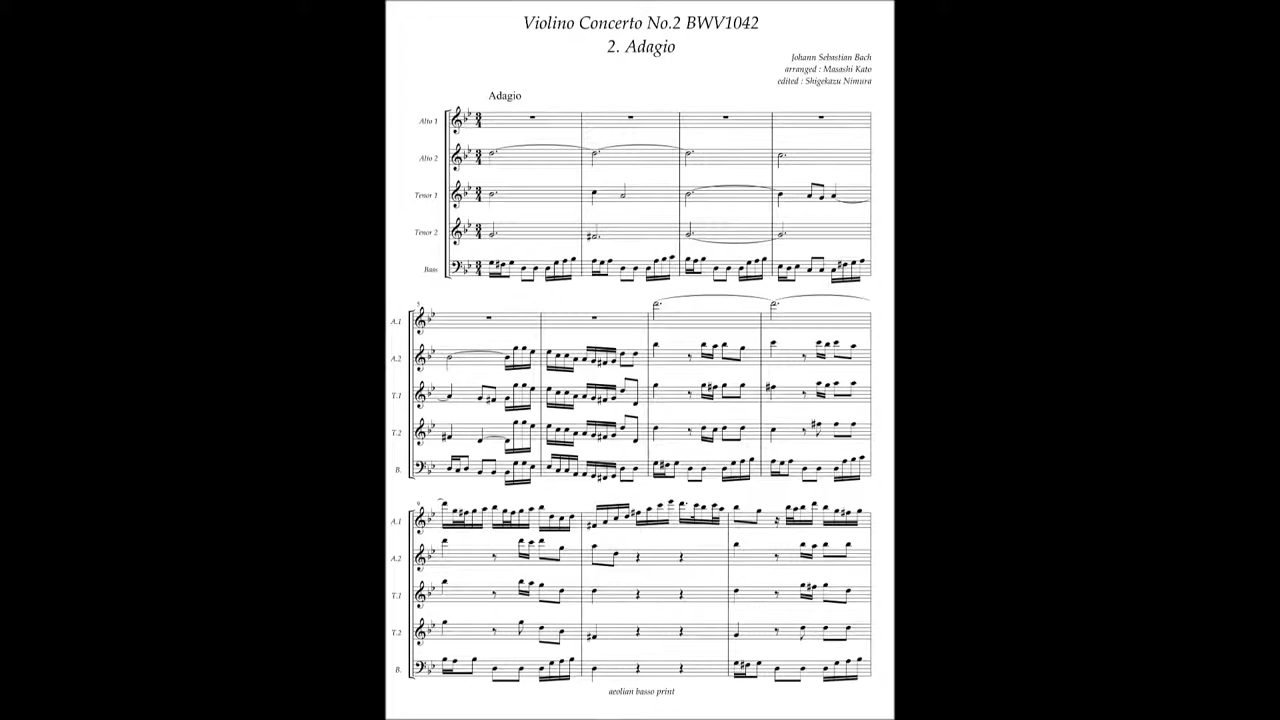 Violino Concerto No.2 BWV1042
2. Adagio
Johann Sebastian Bach
arranged : Masashi Kato
edited : Shigekazu Nimura
Adagio
Alto 1
Alto 2
Tenor 1
Tenor 2
Bass
5
A.1
A.2
T.1
T.2
B.
9
A.1
A.2
T.1
T.2
B.
aeolian basso print